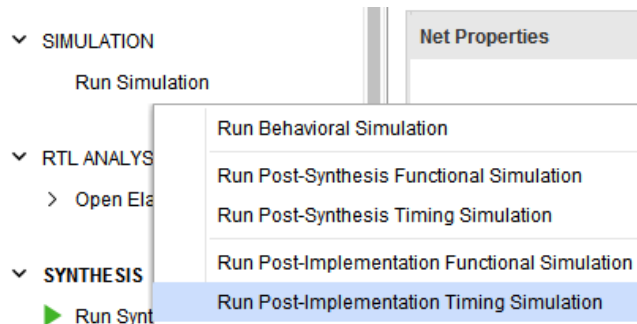 SIMULATION
Net Properties
Run Simulation
Run Behavioral Simulation
RTL ANALYS
Run Post-Synthesis Functional Simulation
Open Ela
Run Post-Synthesis Timing Simulation
SYNTHESIS
Run Post-Implementation Functional Simulation
Run Synt
Run Post-Implementation Timing Simulation